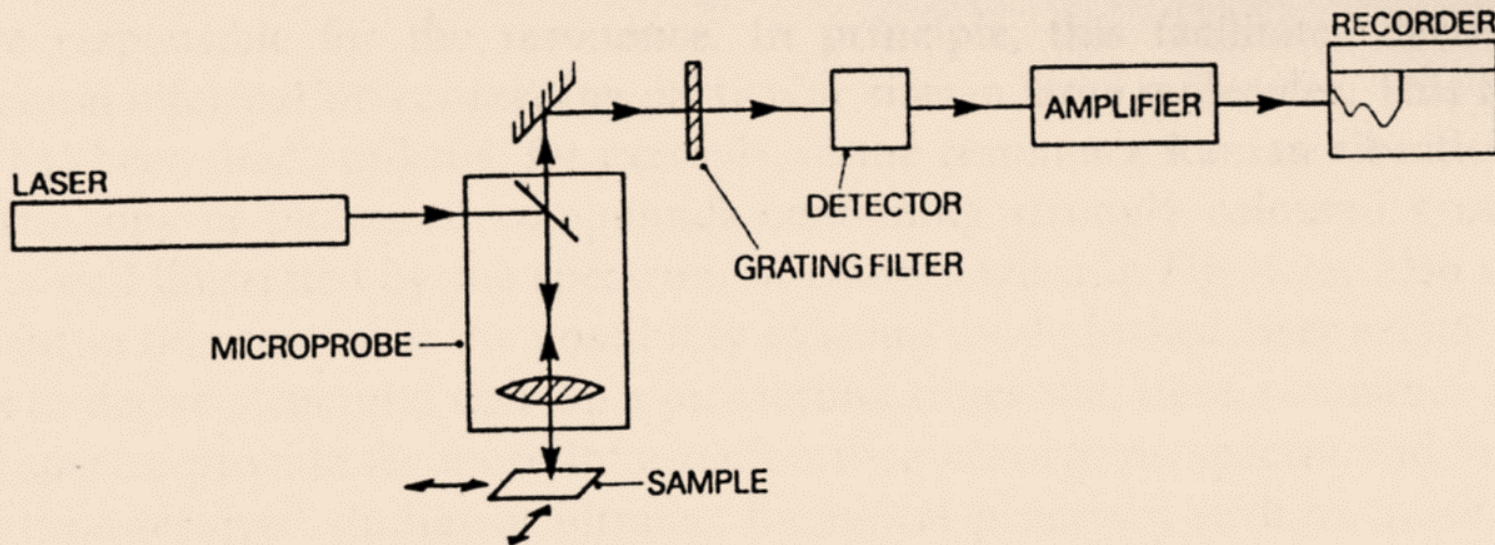 RECORDER
AMPLIFIER
LASER
DETECTOR
GRATING FILTER
MICROPROBE
SAMPLE